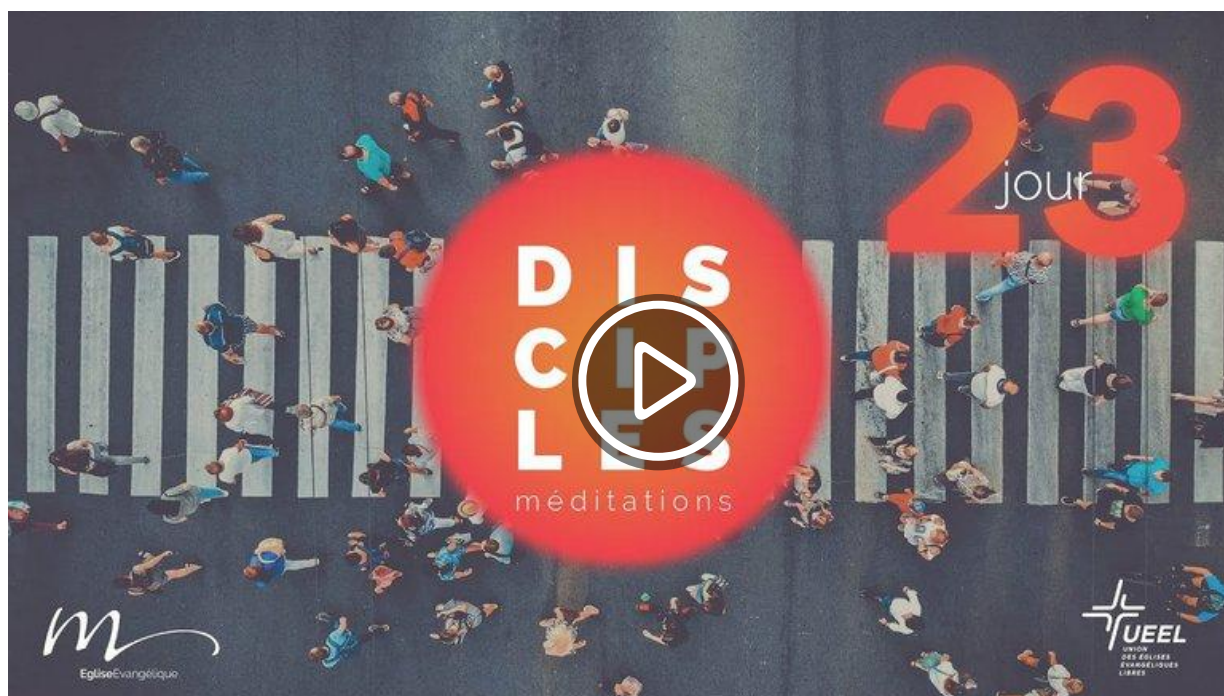 23
jour
DIS
CIP
LES
méditations
m
EgliseEvangélique
UEEL
UNION
DES ÉGLISES
ÉVANGÉLIQUES
LIBRES